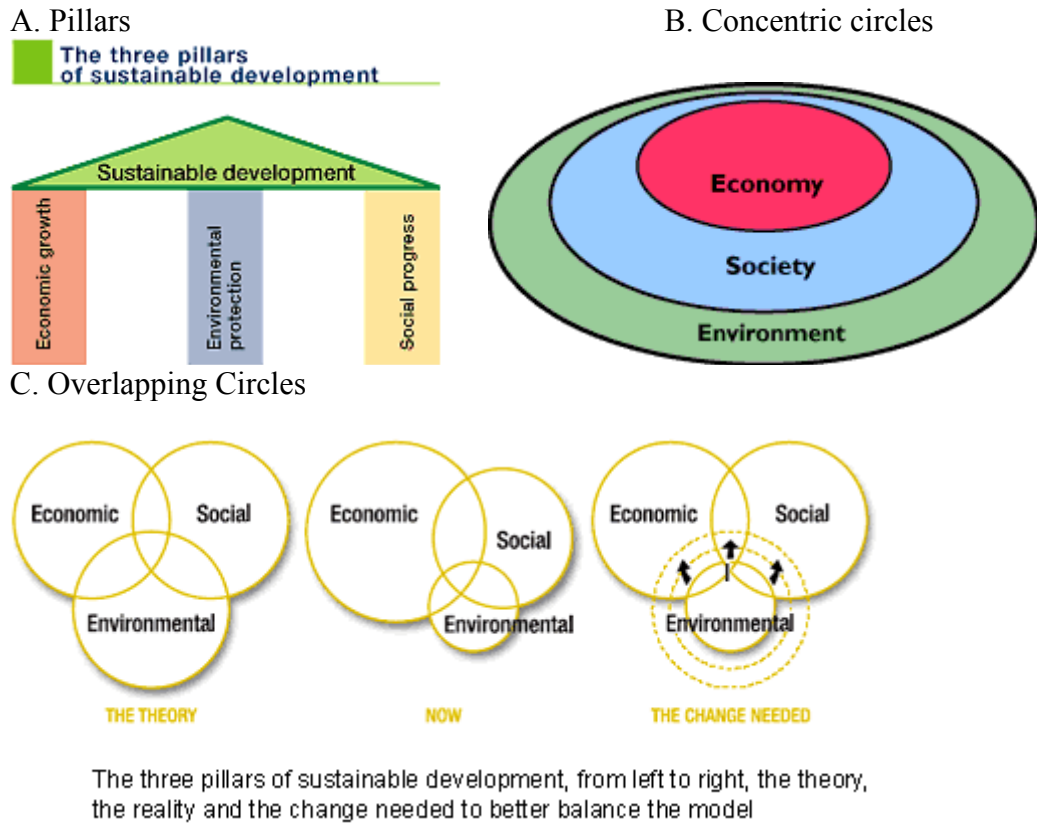 A. Pillars
The three pillars
of sustainable development
Sustainable development
Economic growth
Environmental
protection
Social progress
B. Concentric circles
Economy
Society
Environment
C. Overlapping Circles
Economic
Social
Environmental
THE THEORY
Economic
Social
Environmental
NOW
Economic
Social
Environmental
THE CHANGE NEEDED
The three pillars of sustainable development, from left to right, the theory,
the reality and the change needed to better balance the model